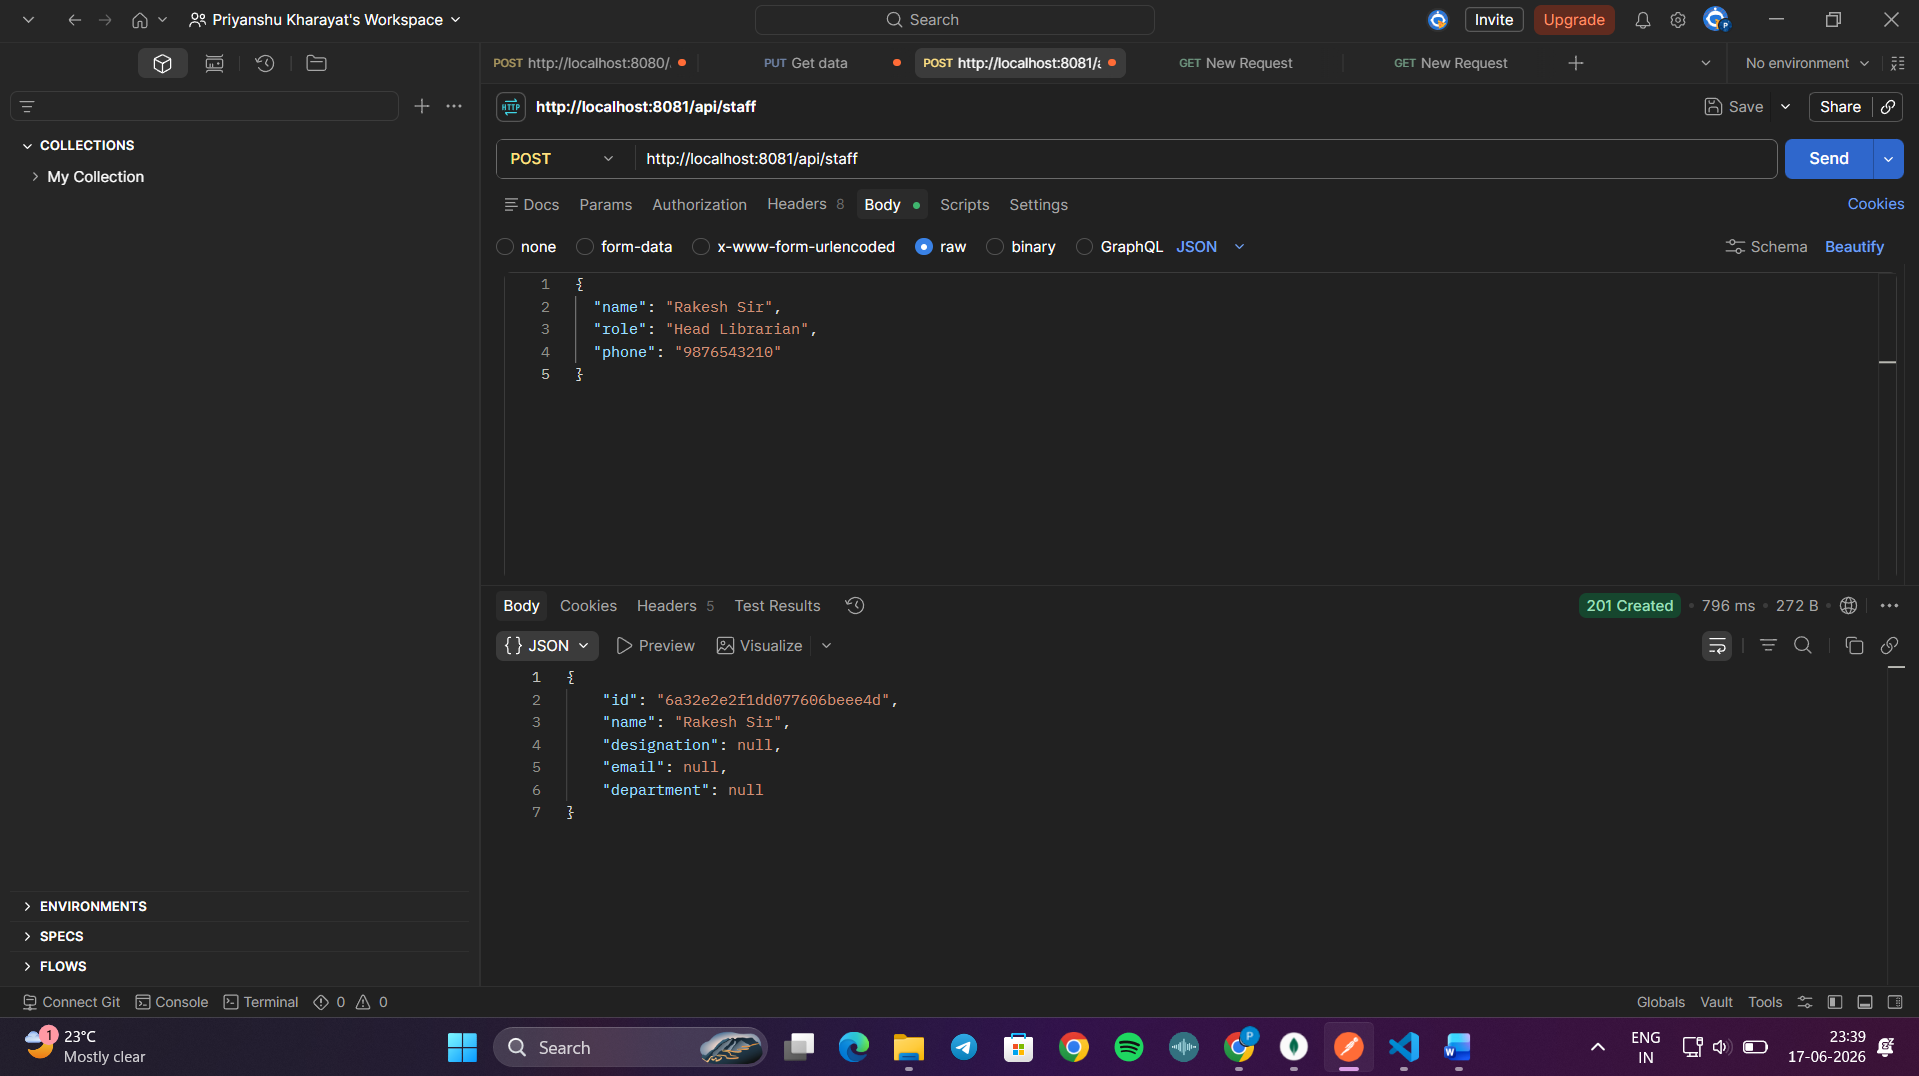 Priyanshu Kharayat's Workspace
Search
Invite
Upgrade
POST http://localhost:8080/
PUT Get data
POST http://localhost:8081/a
GET New Request
GET New Request
No environment
http://localhost:8081/api/staff
Save
Share
COLLECTIONS
My Collection
POST
http://localhost:8081/api/staff
Send
Docs
Params
Authorization
Headers 8
Body
Scripts
Settings
Cookies
none
form-data
x-www-form-urlencoded
raw
binary
GraphQL
JSON
Schema
Beautify
1 {
2 "name": "Rakesh Sir",
3 "role": "Head Librarian",
4 "phone": "9876543210"
5 }
Body
Cookies
Headers 5
Test Results
201 Created
796 ms
272 B
{} JSON
Preview
Visualize
1 {
2 "id": "6a32e2e2f1dd077606beee4d",
3 "name": "Rakesh Sir",
4 "designation": null,
5 "email": null,
6 "department": null
7 }
ENVIRONMENTS
SPECS
FLOWS
Connect Git
Console
Terminal
0
0
Globals
Vault
Tools
1
23°C
Mostly clear
Search
ENG
IN
23:39
17-06-2026